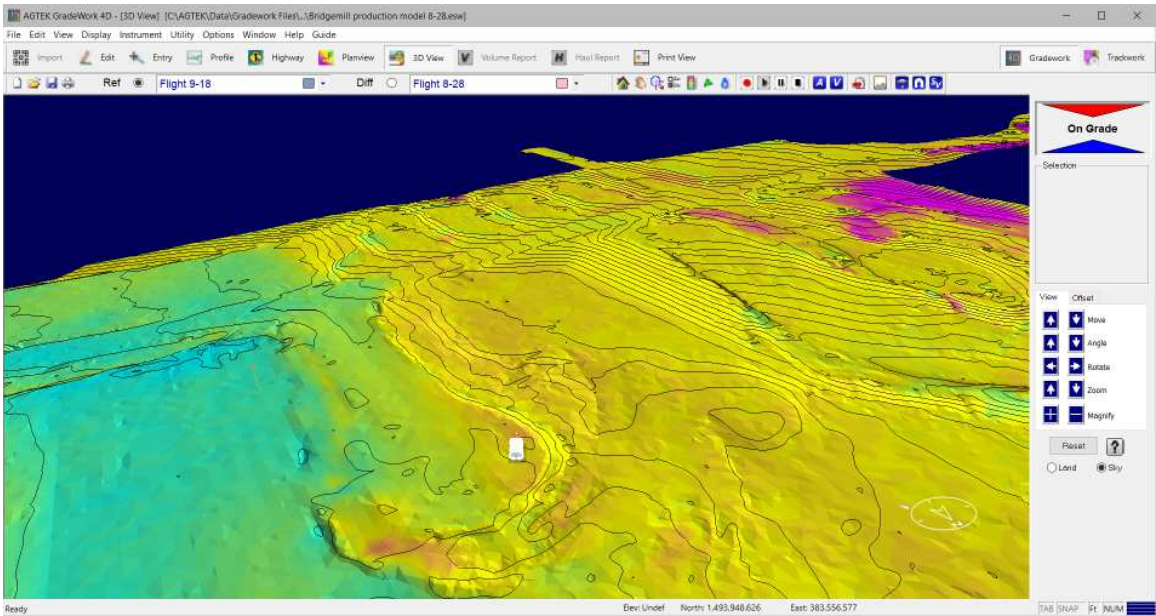 AGTEK GradeWork 4D - [3D View] [C:\AGTEK\Data\Gradework Files\...\Bridgemill production model 8-28.esw]
File Edit View Display Instrument Utility Options Window Help Guide
Import Edit Entry Profile Highway Planview 3D View Volume Report Haul Report Print View Gradework Trackwork
Ref Flight 9-18 Diff Flight 8-28
On Grade
Selection
View Offset
Move
Angle
Rotate
Zoom
Magnify
Reset ?
Land Sky
Ready Elev: Undef North: 1,493,948.626 East: 383,556.577 TAB SNAP Ft NUM